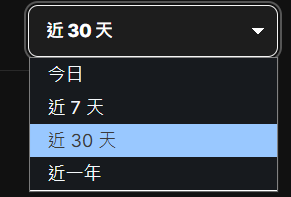 近 30 天
今日
近 7 天
近 30 天
近一年